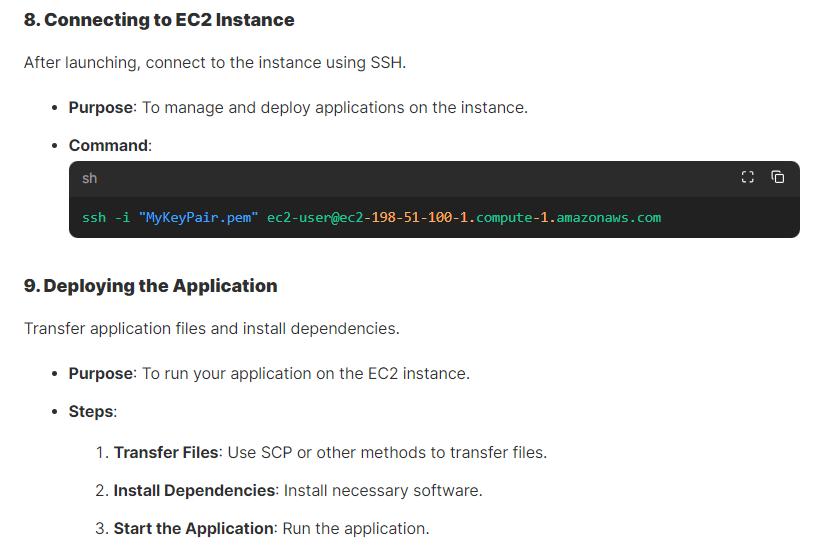 8. Connecting to EC2 Instance
After launching, connect to the instance using SSH.
• Purpose: To manage and deploy applications on the instance.
• Command:
sh
ssh -i "MyKeyPair.pem" ec2-user@ec2-198-51-100-1.compute-1.amazonaws.com
9. Deploying the Application
Transfer application files and install dependencies.
• Purpose: To run your application on the EC2 instance.
• Steps:
1. Transfer Files: Use SCP or other methods to transfer files.
2. Install Dependencies: Install necessary software.
3. Start the Application: Run the application.